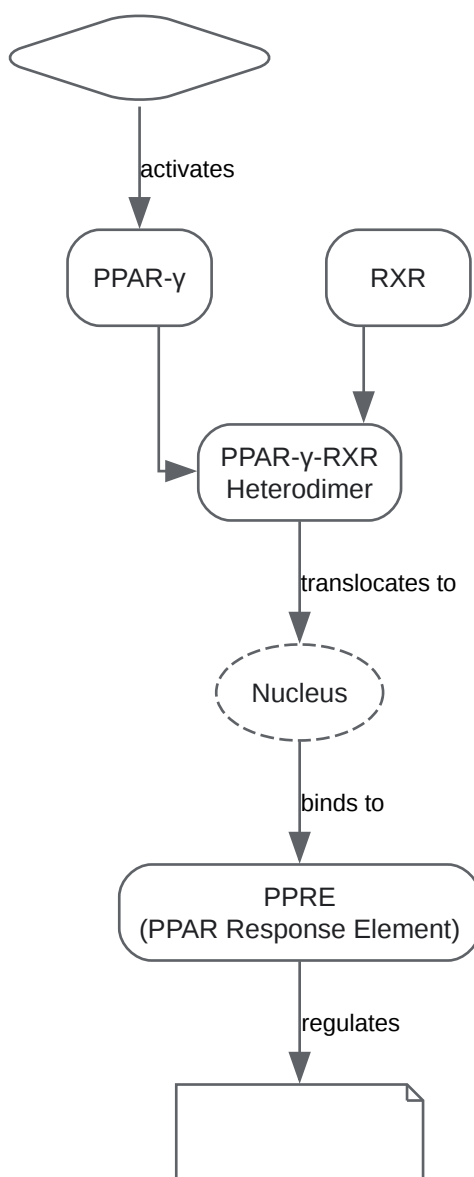 activates
PPAR-γ
RXR
PPAR-γ-RXR
Heterodimer
translocates to
Nucleus
binds to
PPRE
(PPAR Response Element)
regulates